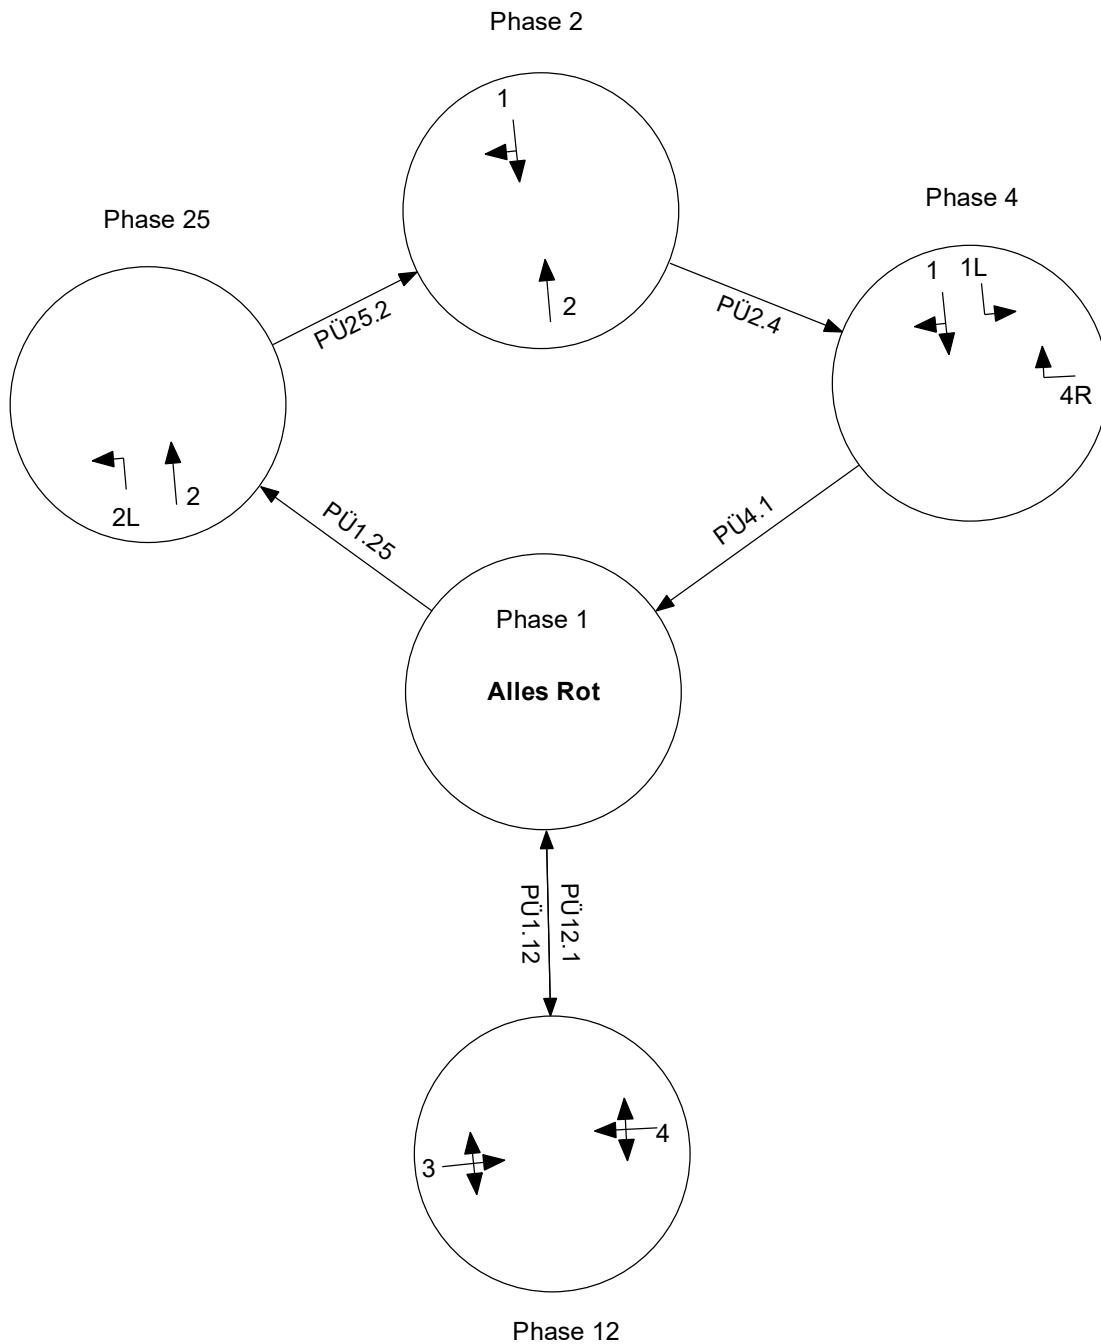 Phase 2
1
2
Phase 4
1
1L
4R
Phase 25
2L
2
PÜ25.2
PÜ2.4
PÜ1.25
PÜ4.1
Phase 1
Alles Rot
PÜ1.12
PÜ12.1
3
4
Phase 12